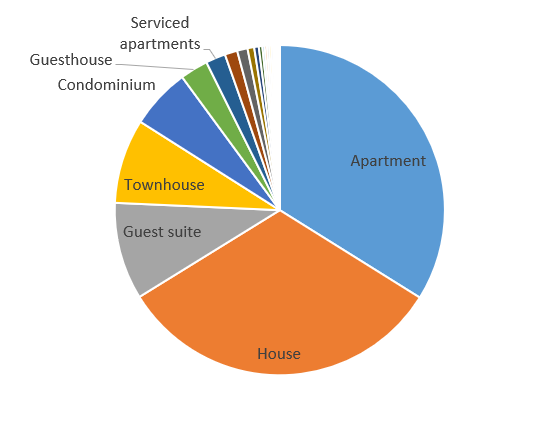 Serviced
apartments
Guesthouse
Condominium
Apartment
Townhouse
Guest suite
House